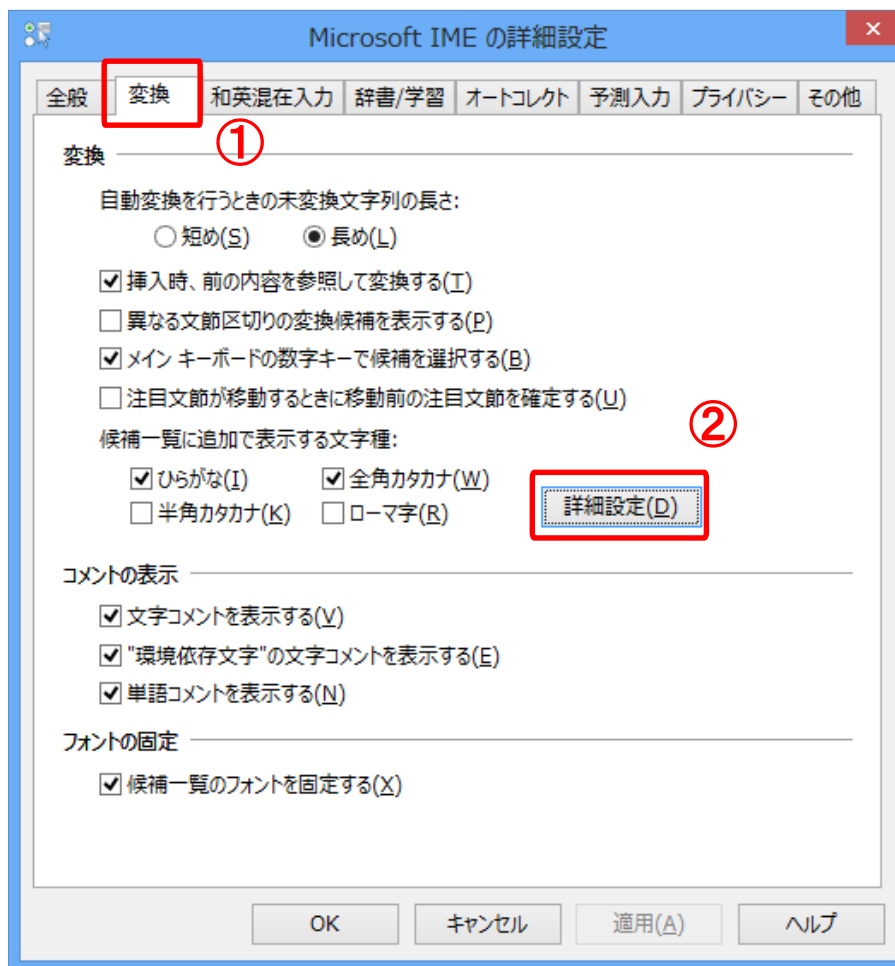 Microsoft IME の詳細設定
全般 変換 和英混在入力 辞書/学習 オートコレクト 予測入力 プライバシー その他
①
変換
自動変換を行うときの未変換文字列の長さ:
短め(S) 長め(L)
挿入時、前の内容を参照して変換する(T)
異なる文節区切りの変換候補を表示する(P)
メイン キーボードの数字キーで候補を選択する(B)
注目文節が移動するときに移動前の注目文節を確定する(U)
②
候補一覧に追加で表示する文字種:
ひらがな(I) 全角カタカナ(W)
半角カタカナ(K) ローマ字(R) 詳細設定(D)
コメントの表示
文字コメントを表示する(V)
"環境依存文字"の文字コメントを表示する(E)
単語コメントを表示する(N)
フォントの固定
候補一覧のフォントを固定する(X)
OK キャンセル 適用(A) ヘルプ